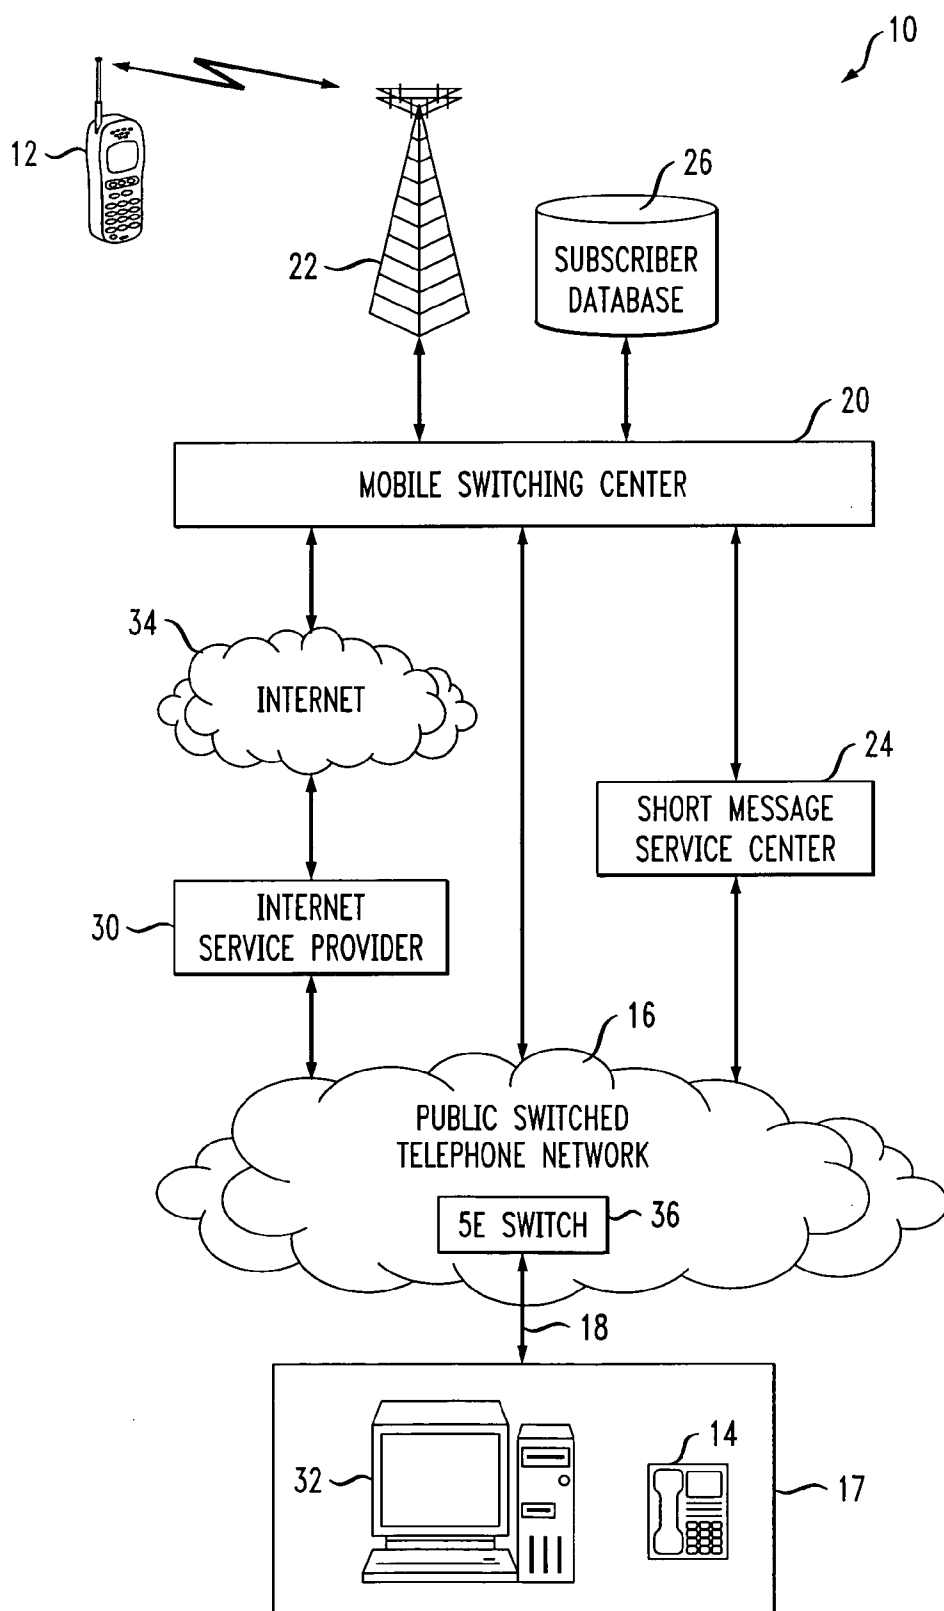 10
12
22
26
SUBSCRIBER
DATABASE
20
MOBILE SWITCHING CENTER
34
INTERNET
24
SHORT MESSAGE
SERVICE CENTER
30
INTERNET
SERVICE PROVIDER
16
PUBLIC SWITCHED
TELEPHONE NETWORK
5E SWITCH
36
18
32
14
17